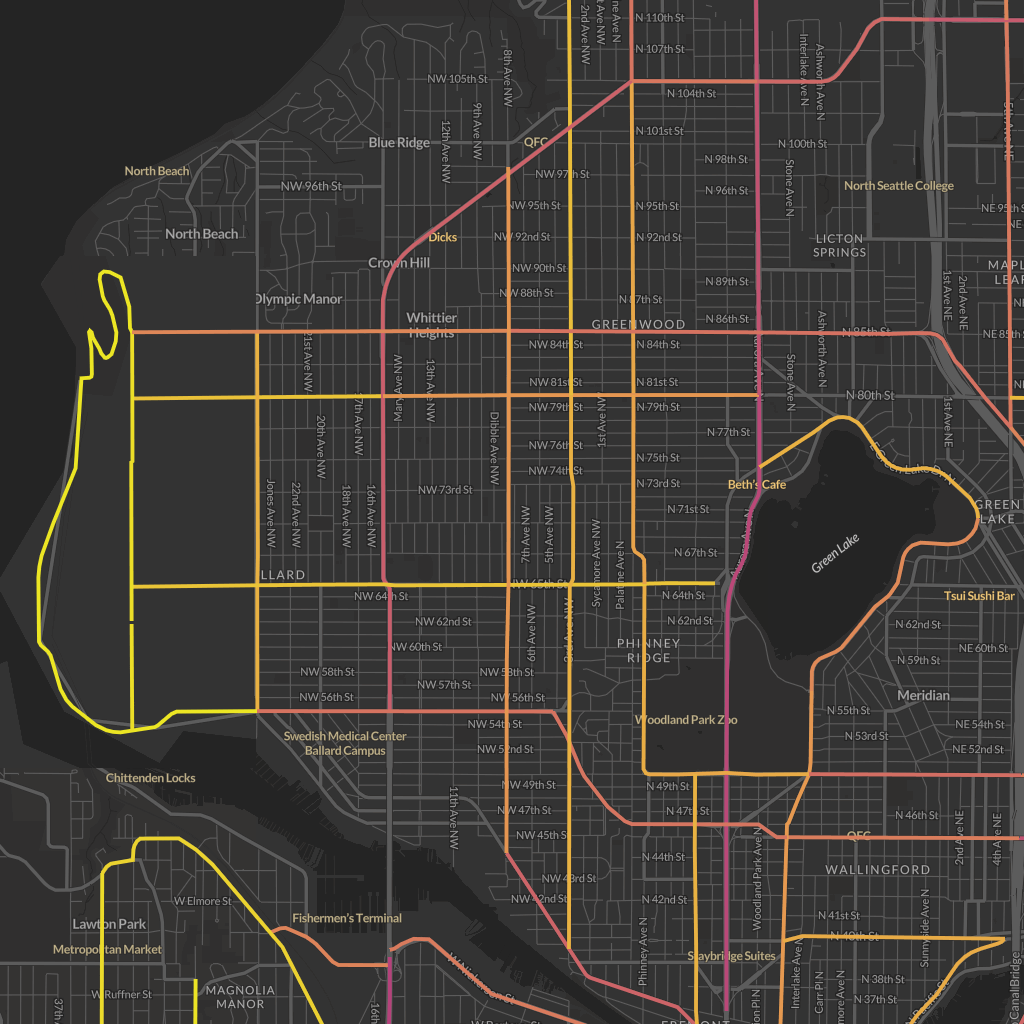 N 110th St
2nd Ave NW
N 107th St
Interlake Ave N
Ashworth Ave N
NW 105th St
8th Ave NW
N 104th St
9th Ave NW
12th Ave NW
5th Ave NE
N 101st St
Blue Ridge
QFC
N 100th St
N 98th St
North Beach
NW 97th St
Stone Ave N
NW 96th St
N 96th St
North Seattle College
NW 95th St
N 95th St
NE 95th St
North Beach
Dicks
NW 92nd St
N 92nd St
LICTON
SPRINGS
Crown Hill
NW 90th St
MAPL
LEAF
N 89th St
1st Ave NE
2nd Ave NE
Olympic Manor
NW 88th St
N 87th St
Whittier
Heights
GREENWOOD
N 86th St
Ashworth Ave N
N 85th St
NE 85th
21st Ave NW
NW 84th St
N 84th St
Mary Ave NW
13th Ave NW
Stone Ave N
NW 81st St
N 81st St
N 80th St
17th Ave NW
20th Ave NW
Dibble Ave NW
NW 79th St
1st Ave NW
N 79th St
1st Ave NE
N 77th St
NW 76th St
N 75th St
E Green Lake Dr N
NW 74th St
N 73rd St
Beth's Cafe
Jones Ave NW
22nd Ave NW
18th Ave NW
16th Ave NW
NW 73rd St
N 71st St
GREEN
LAKE
7th Ave NW
5th Ave NW
Sycamore Ave NW
Palatine Ave N
Aurora Ave N
N 67th St
Green Lake
LLARD
NW 65th St
NW 64th St
N 64th St
Tsui Sushi Bar
6th Ave NW
3rd Ave NW
NW 62nd St
N 62nd St
N 62nd St
NW 60th St
PHINNEY
RIDGE
NE 60th St
N 59th St
NW 58th St
NW 58th St
NW 57th St
NW 56th St
NW 56th St
Meridian
N 55th St
NW 54th St
Woodland Park Zoo
NE 54th St
Swedish Medical Center
Ballard Campus
N 53rd St
NW 52nd St
NE 52nd St
Chittenden Locks
NW 49th St
N 49th St
11th Ave NW
NW 47th St
N 47th St
N 46th St
2nd Ave NE
4th Ave NE
NW 45th St
QFC
Woodland Park Ave N
N 44th St
WALLINGFORD
NW 43rd St
NW 42nd St
N 42nd St
W Elmore St
Sunnyside Ave N
Phinney Ave N
Lawton Park
Fishermen's Terminal
N 41st St
N 40th St
Metropolitan Market
Staybridge Suites
Interlake Ave N
W Nickerson St
N 38th St
W Ruffner St
MAGNOLIA
MANOR
37th
16th
Carr Pl N
N 37th St
FREMONT